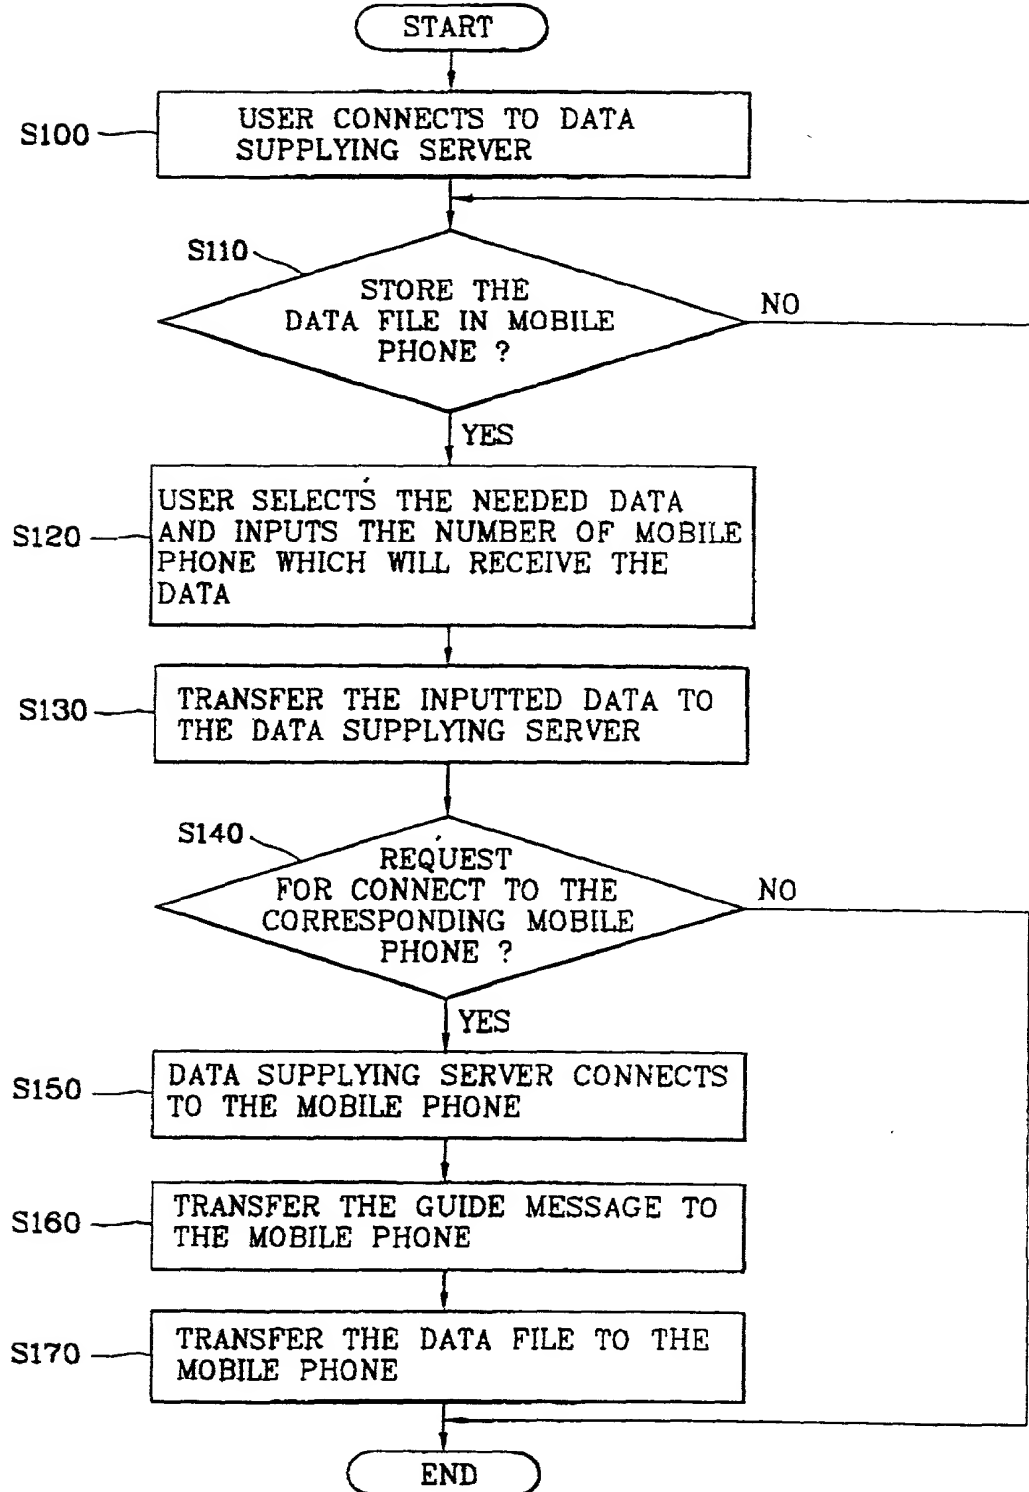 START
S100
USER CONNECTS TO DATA
SUPPLYING SERVER
S110
STORE THE
DATA FILE IN MOBILE
PHONE ?
NO
YES
S120
USER SELECTS THE NEEDED DATA
AND INPUTS THE NUMBER OF MOBILE
PHONE WHICH WILL RECEIVE THE
DATA
S130
TRANSFER THE INPUTTED DATA TO
THE DATA SUPPLYING SERVER
S140
REQUEST
FOR CONNECT TO THE
CORRESPONDING MOBILE
PHONE ?
NO
YES
S150
DATA SUPPLYING SERVER CONNECTS
TO THE MOBILE PHONE
S160
TRANSFER THE GUIDE MESSAGE TO
THE MOBILE PHONE
S170
TRANSFER THE DATA FILE TO THE
MOBILE PHONE
END